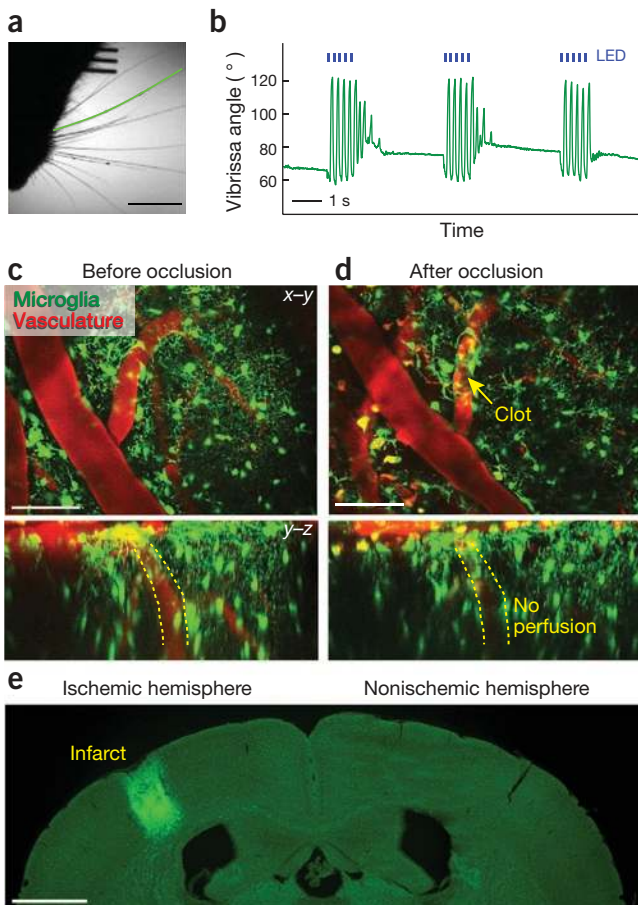 a
b
LED
Vibrissa angle (°)
120
100
80
60
1 s
Time
c
Before occlusion
d
After occlusion
Microglia
Vasculature
x–y
Clot
y–z
No
perfusion
e
Ischemic hemisphere
Nonischemic hemisphere
Infarct